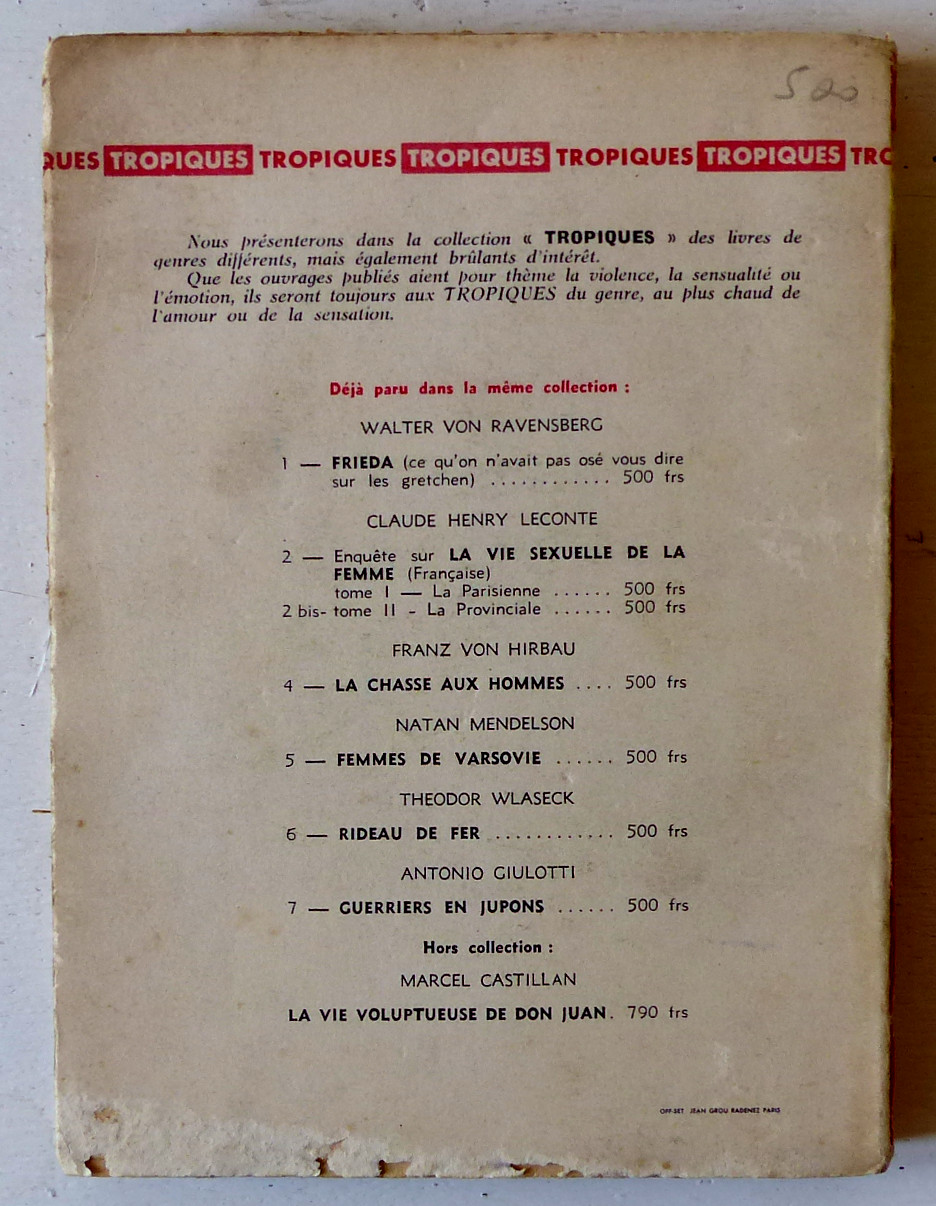 500
QUES TROPIQUES TROPIQUES TROPIQUES TROPIQUES TROPIQUES TRO
Nous présenterons dans la collection « TROPIQUES » des livres de
genres différents, mais également brûlants d'intérêt.
Que les ouvrages publiés aient pour thème la violence, la sensualité ou
l'émotion, ils seront toujours aux TROPIQUES du genre, au plus chaud de
l'amour ou de la sensation.
Déjà paru dans la même collection :
WALTER VON RAVENSBERG
1 — FRIEDA (ce qu'on n'avait pas osé vous dire
sur les gretchen) ............ 500 frs
CLAUDE HENRY LECONTE
2 — Enquête sur LA VIE SEXUELLE DE LA
FEMME (Française)
tome I — La Parisienne ...... 500 frs
2 bis- tome II - La Provinciale ...... 500 frs
FRANZ VON HIRBAU
4 — LA CHASSE AUX HOMMES .... 500 frs
NATAN MENDELSON
5 — FEMMES DE VARSOVIE ...... 500 frs
THEODOR WLASECK
6 — RIDEAU DE FER ............ 500 frs
ANTONIO GIULOTTI
7 — GUERRIERS EN JUPONS ...... 500 frs
Hors collection :
MARCEL CASTILLAN
LA VIE VOLUPTUEUSE DE DON JUAN. 790 frs
OFF-SET JEAN GROU RADENEZ PARIS